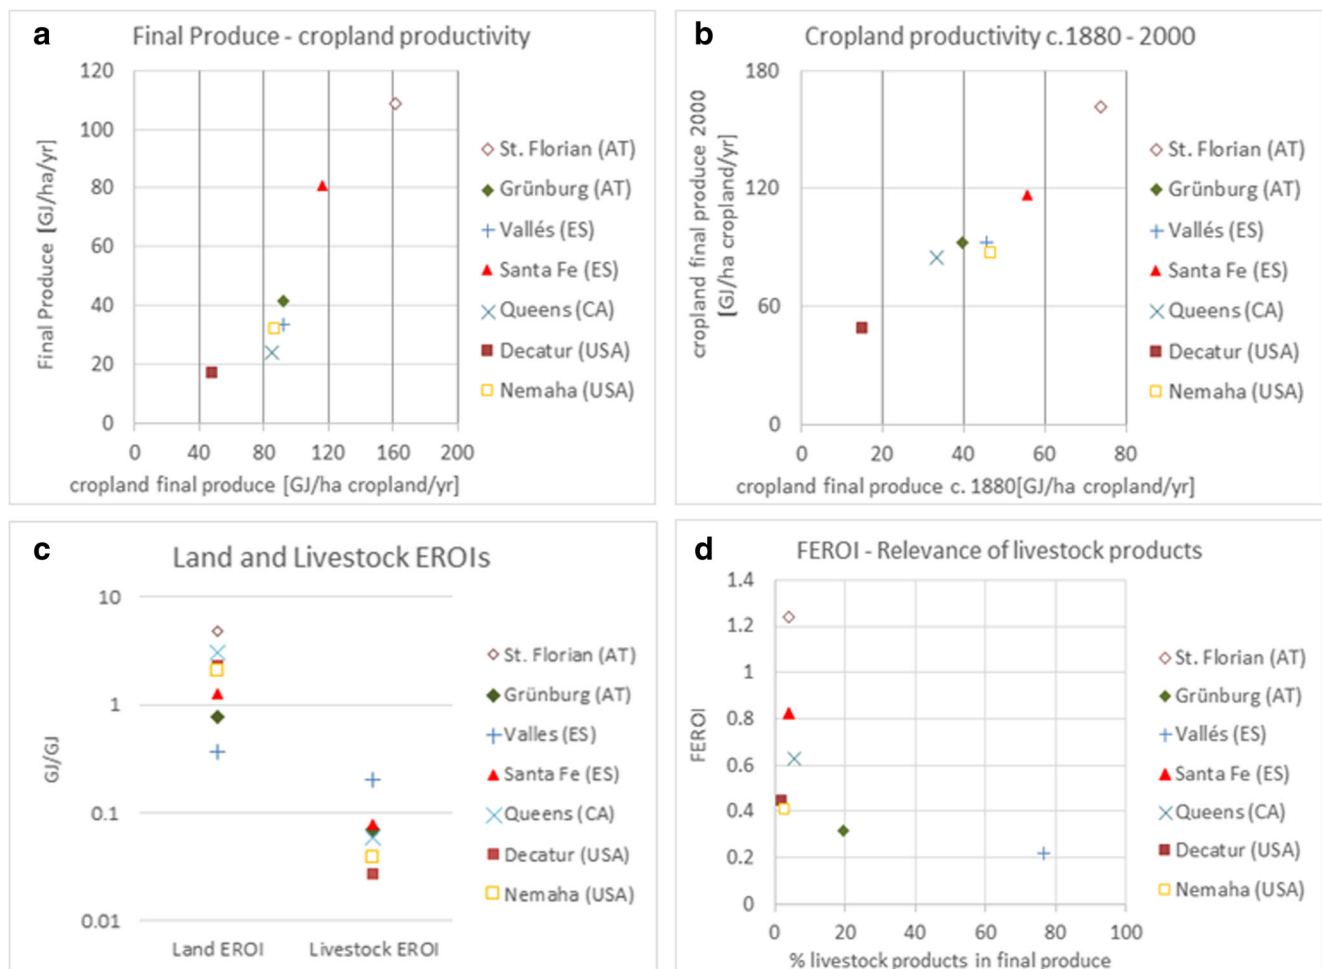 a
Final Produce - cropland productivity
Final Produce [GJ/ha/yr]
120
100
80
60
40
20
0
0 40 80 120 160 200
cropland final produce [GJ/ha cropland/yr]
St. Florian (AT)
Grünburg (AT)
Vallés (ES)
Santa Fe (ES)
Queens (CA)
Decatur (USA)
Nemaha (USA)
b
Cropland productivity c.1880 - 2000
cropland final produce 2000
[GJ/ha cropland/yr]
180
120
60
0
0 20 40 60 80
cropland final produce c. 1880[GJ/ha cropland/yr]
St. Florian (AT)
Grünburg (AT)
Vallés (ES)
Santa Fe (ES)
Queens (CA)
Decatur (USA)
Nemaha (USA)
c
Land and Livestock EROIs
GJ/GJ
10
1
0.1
0.01
Land EROI Livestock EROI
St. Florian (AT)
Grünburg (AT)
Valles (ES)
Santa Fe (ES)
Queens (CA)
Decatur (USA)
Nemaha (USA)
d
FEROI - Relevance of livestock products
FEROI
1.4
1.2
1
0.8
0.6
0.4
0.2
0
0 20 40 60 80 100
% livestock products in final produce
St. Florian (AT)
Grünburg (AT)
Vallés (ES)
Santa Fe (ES)
Queens (CA)
Decatur (USA)
Nemaha (USA)